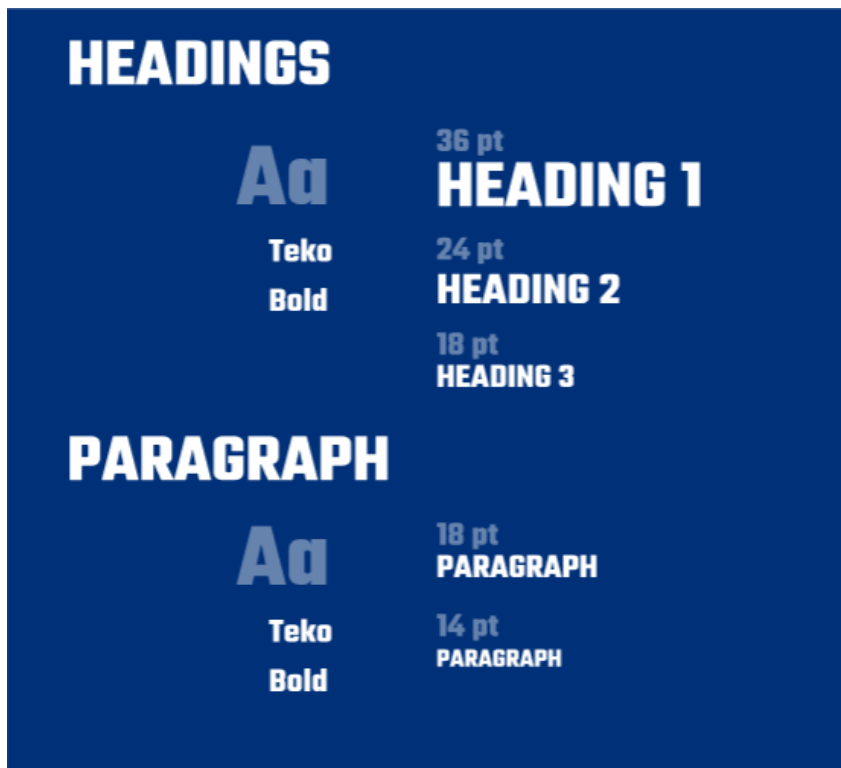 HEADINGS
Aa
Teko
Bold
36 pt
HEADING 1
24 pt
HEADING 2
18 pt
HEADING 3
PARAGRAPH
Aa
Teko
Bold
18 pt
PARAGRAPH
14 pt
PARAGRAPH